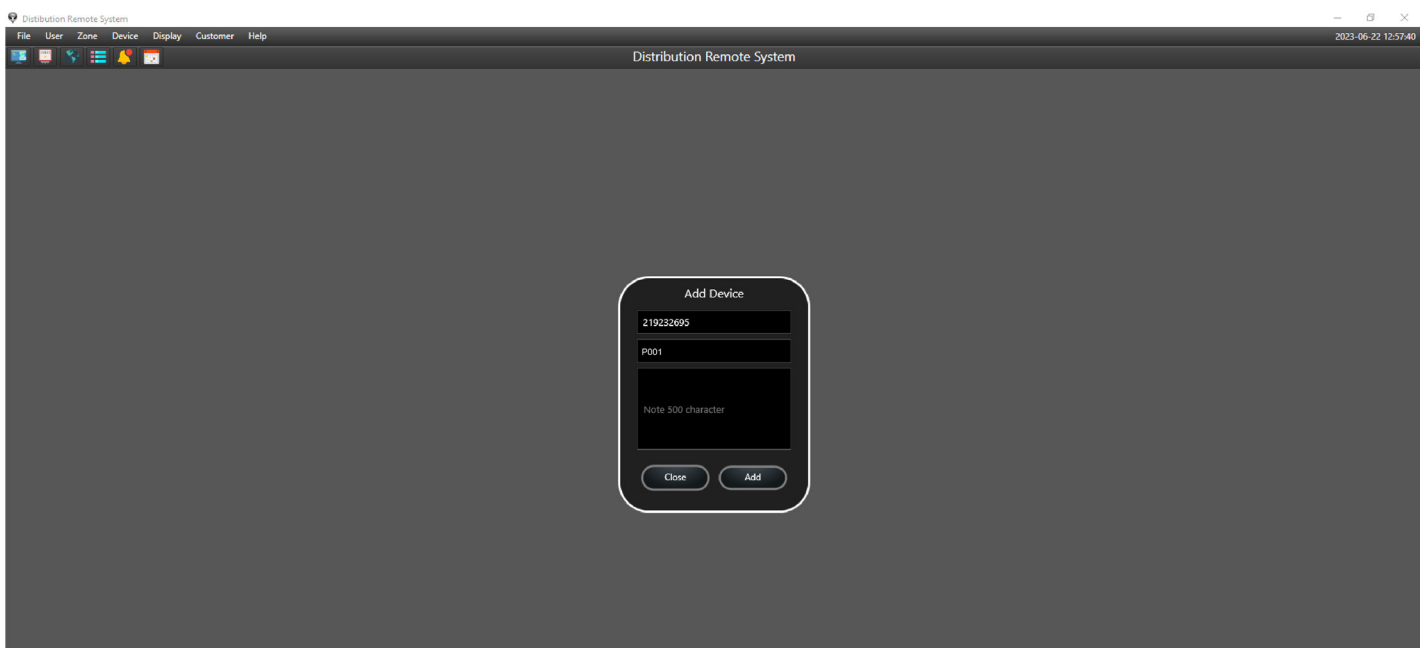 Distibution Remote System
File User Zone Device Display Customer Help 2023-06-22 12:57:40
Distribution Remote System
Add Device
219232695
P001
Note 500 character
Close Add